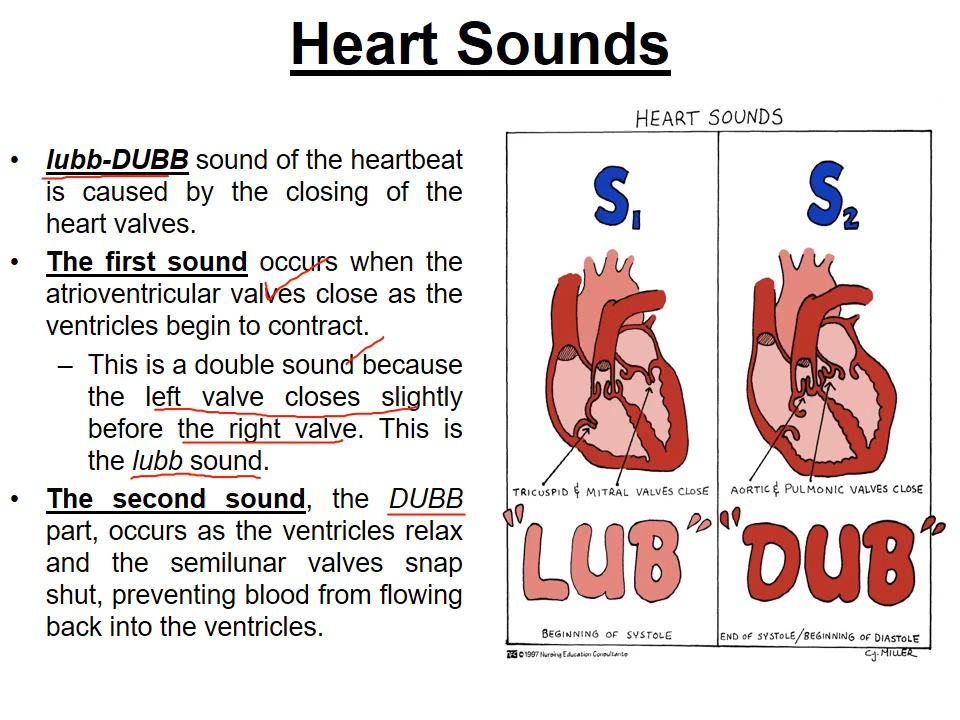 Heart Sounds
• lubb-DUBB sound of the heartbeat
is caused by the closing of the
heart valves.
• The first sound occurs when the
atrioventricular valves close as the
ventricles begin to contract.
– This is a double sound because
the left valve closes slightly
before the right valve. This is
the lubb sound.
• The second sound, the DUBB
part, occurs as the ventricles relax
and the semilunar valves snap
shut, preventing blood from flowing
back into the ventricles.
HEART SOUNDS
S1
TRICUSPID & MITRAL VALVES CLOSE
"LUB"
BEGINNING OF SYSTOLE
S2
AORTIC & PULMONIC VALVES CLOSE
"DUB"
END OF SYSTOLE/BEGINNING OF DIASTOLE
©1997 Nursing Education Consultants
C.J. MILLER